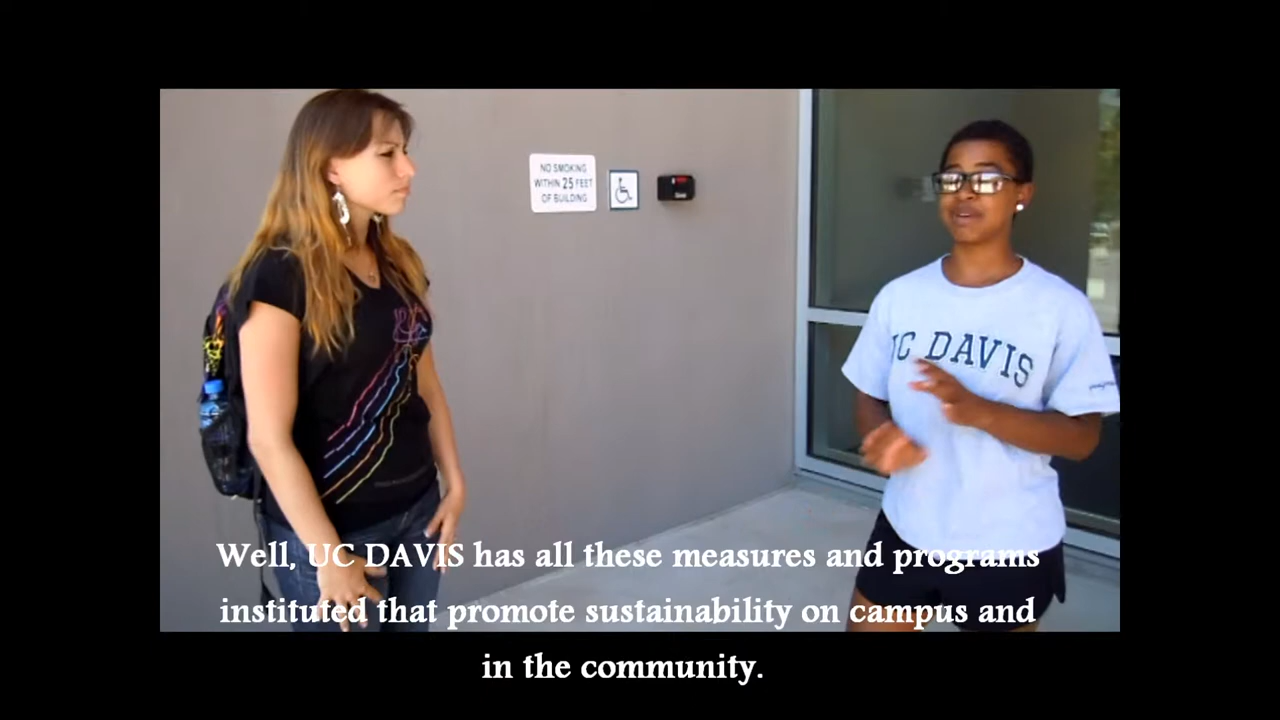 NO SMOKING
WITHIN 25 FEET
OF BUILDING
UC DAVIS
Well, UC DAVIS has all these measures and programs
instituted that promote sustainability on campus and
in the community.